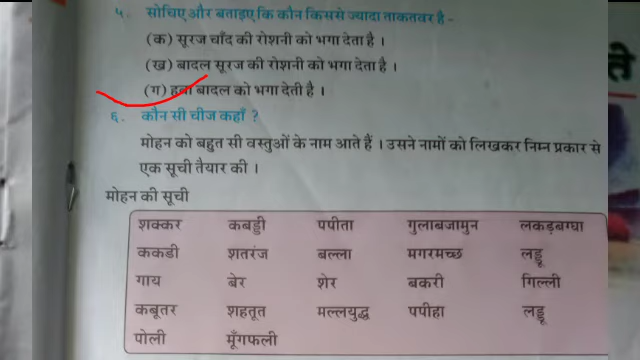 ५. सोचिए और बताइए कि कौन किससे ज्यादा ताकतवर है -
(क) सूरज चाँद की रोशनी को भगा देता है ।
(ख) बादल सूरज की रोशनी को भगा देता है ।
(ग) हवा बादल को भगा देती है ।
६. कौन सी चीज कहाँ ?
मोहन को बहुत सी वस्तुओं के नाम आते हैं । उसने नामों को लिखकर निम्न प्रकार से
एक सूची तैयार की ।
मोहन की सूची
शक्कर कबड्डी पपीता गुलाबजामुन लकड़बग्घा
ककडी शतरंज बल्ला मगरमच्छ लड्डू
गाय बेर शेर बकरी गिल्ली
कबूतर शहतूत मल्लयुद्ध पपीहा लड्डू
पोली मूँगफली